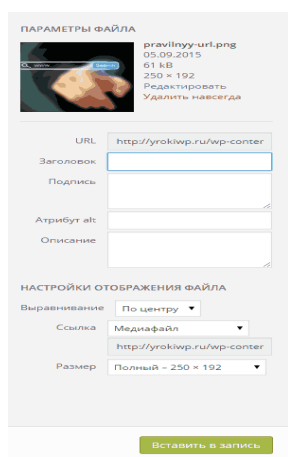 ПАРАМЕТРЫ ФАЙЛА
pravilnyy-url.png
05.09.2015
61 kB
250 × 192
Редактировать
Удалить навсегда
www
Search
URL http://yrokiwp.ru/wp-conter
Заголовок
Подпись
Атрибут alt
Описание
НАСТРОЙКИ ОТОБРАЖЕНИЯ ФАЙЛА
Выравнивание По центру
Ссылка Медиафайл
http://yrokiwp.ru/wp-conter
Размер Полный – 250 × 192
Вставить в запись